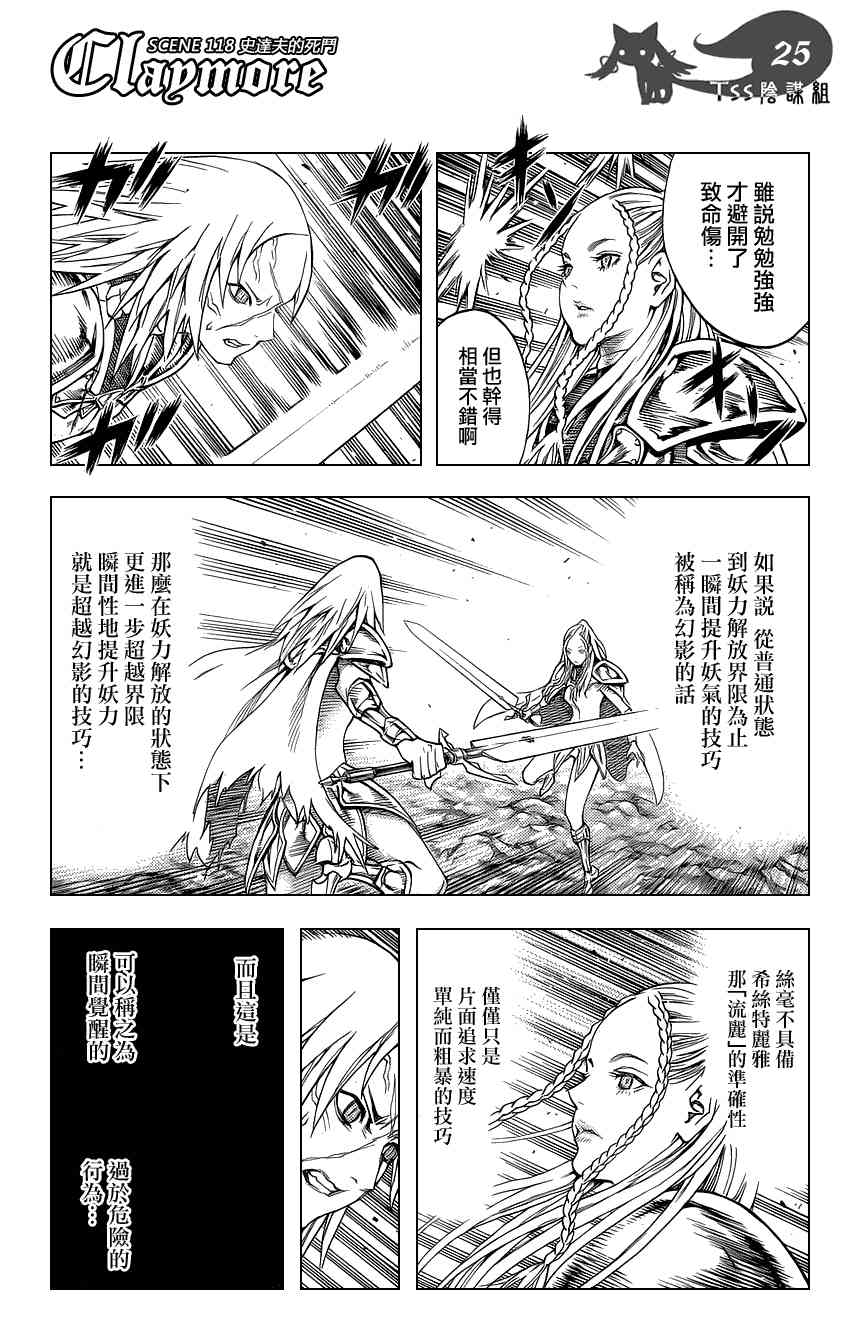 SCENE 118 史達夫的死鬥
Claymore
25
Tss陰謀組
雖説勉勉強強
才避開了
致命傷…
但也幹得
相當不錯啊
如果説 從普通狀態
到妖力解放界限為止
一瞬間提升妖氣的技巧
被稱為幻影的話
那麼在妖力解放的狀態下
更進一步超越界限
瞬間性地提升妖力
就是超越幻影的技巧…
絲毫不具備
希絲特麗雅
那「流麗」的準確性
僅僅只是
片面追求速度
單純而粗暴的技巧
而且這是
可以稱之為
瞬間覺醒的
過於危險的
行為…